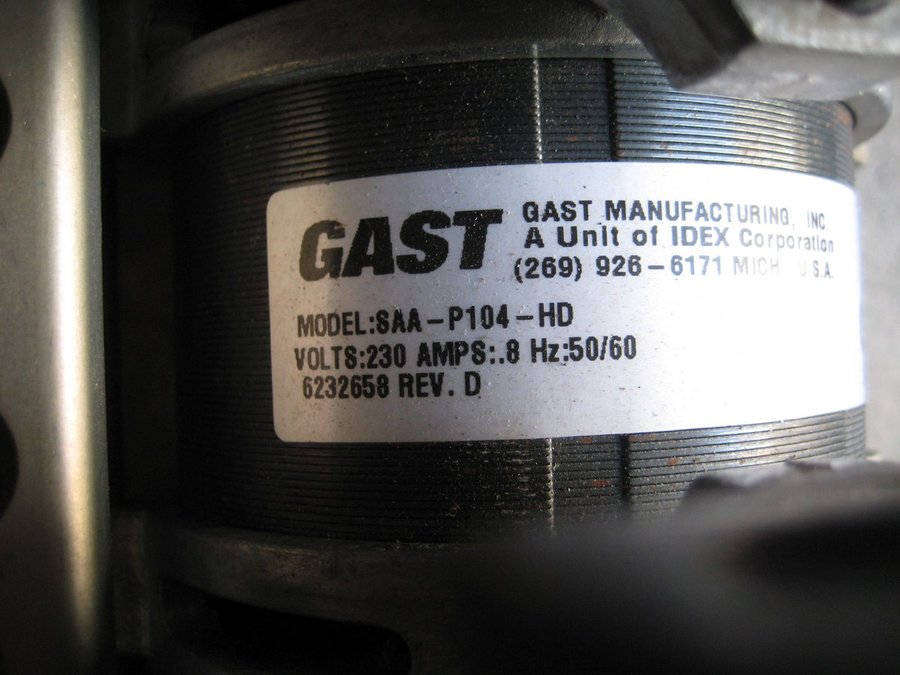 GAST
GAST MANUFACTURING, INC.
A Unit of IDEX Corporation
(269) 926-6171 MICH. U.S.A.
MODEL:SAA-P104-HD
VOLTS:230 AMPS:.8 Hz:50/60
6232658 REV. D